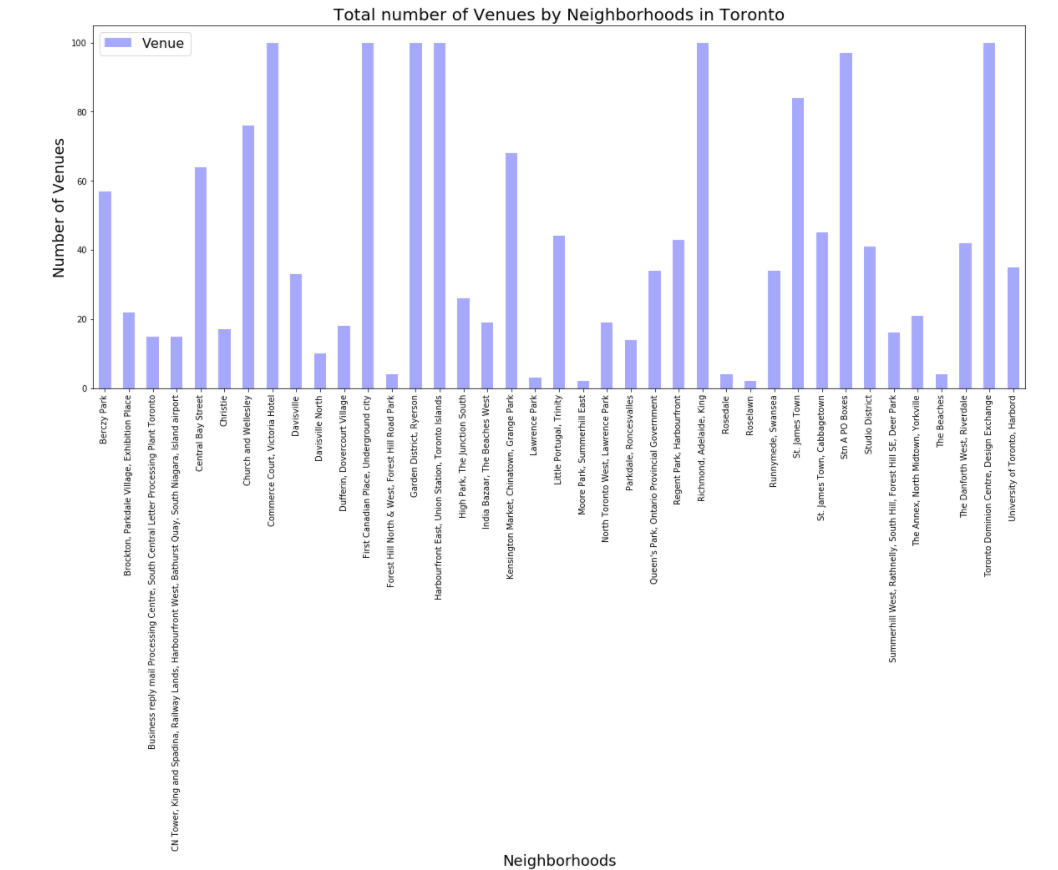 Total number of Venues by Neighborhoods in Toronto
Venue
Number of Venues
100
80
60
40
20
0
Berczy Park
Brockton, Parkdale Village, Exhibition Place
Business reply mail Processing Centre, South Central Letter Processing Plant Toronto
CN Tower, King and Spadina, Railway Lands, Harbourfront West, Bathurst Quay, South Niagara, Island airport
Central Bay Street
Christie
Church and Wellesley
Commerce Court, Victoria Hotel
Davisville
Davisville North
Dufferin, Dovercourt Village
First Canadian Place, Underground city
Forest Hill North & West, Forest Hill Road Park
Garden District, Ryerson
Harbourfront East, Union Station, Toronto Islands
High Park, The Junction South
India Bazaar, The Beaches West
Kensington Market, Chinatown, Grange Park
Lawrence Park
Little Portugal, Trinity
Moore Park, Summerhill East
North Toronto West, Lawrence Park
Parkdale, Roncesvalles
Queen's Park, Ontario Provincial Government
Regent Park, Harbourfront
Richmond, Adelaide, King
Rosedale
Roselawn
Runnymede, Swansea
St. James Town
St. James Town, Cabbagetown
Stn A PO Boxes
Studio District
Summerhill West, Rathnelly, South Hill, Forest Hill SE, Deer Park
The Annex, North Midtown, Yorkville
The Beaches
The Danforth West, Riverdale
Toronto Dominion Centre, Design Exchange
University of Toronto, Harbord
Neighborhoods